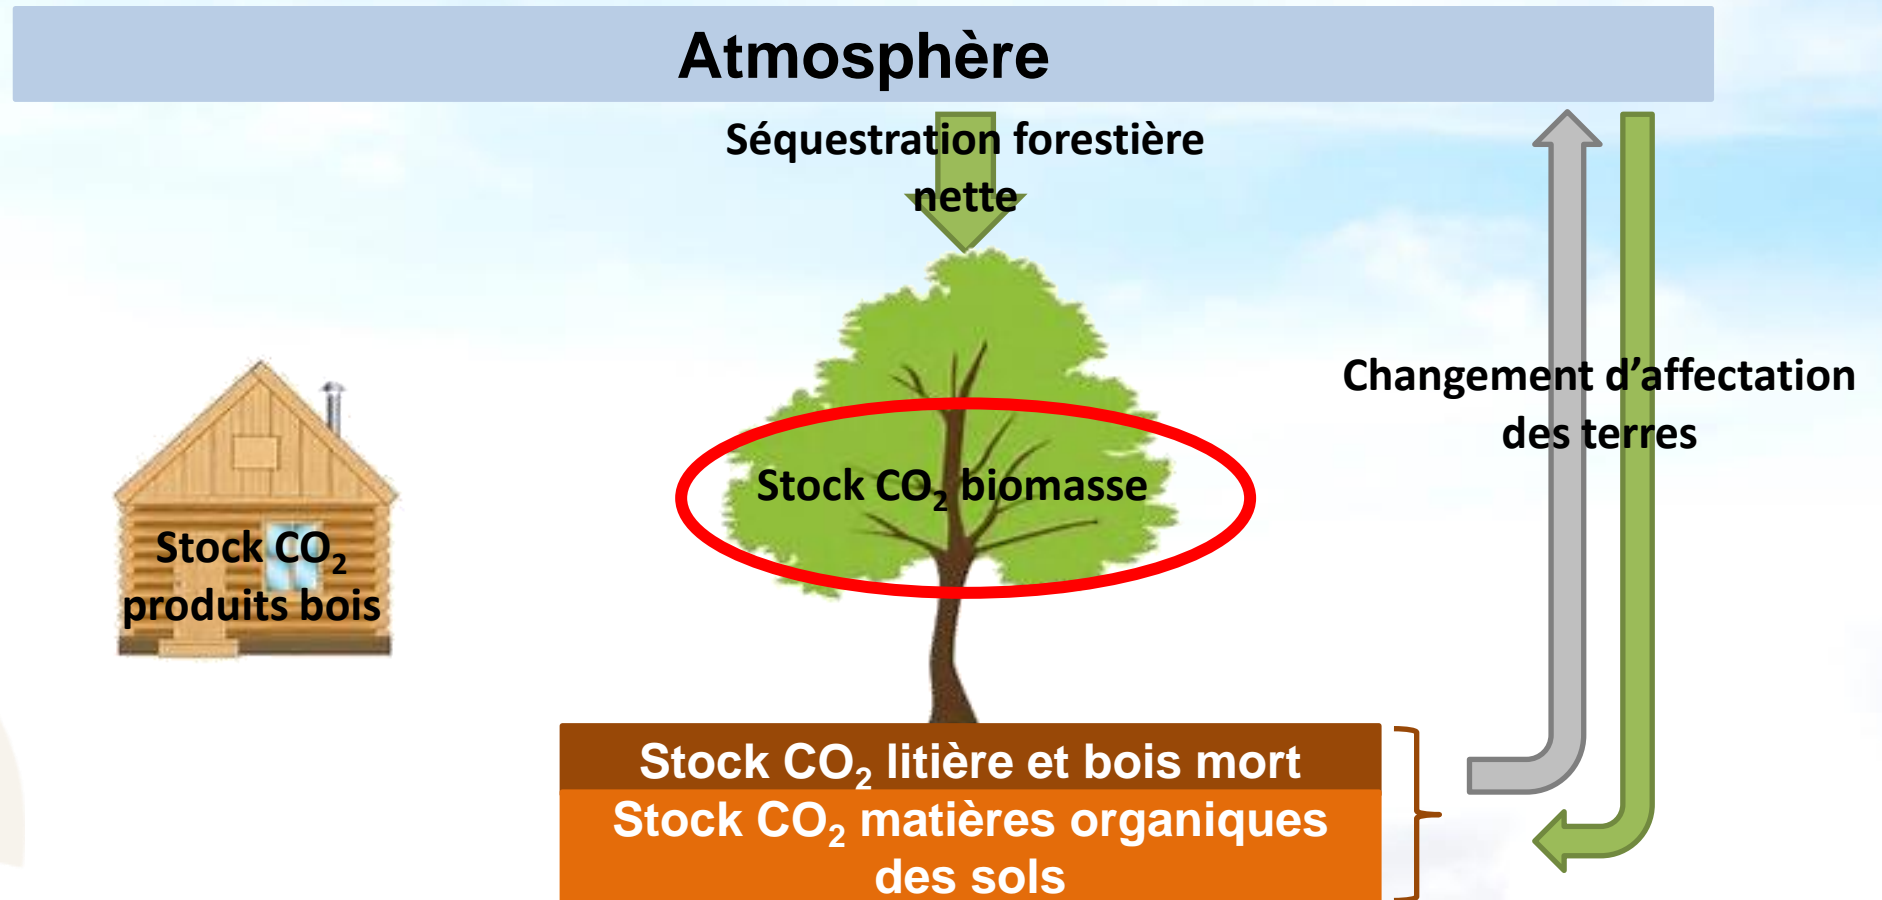 Atmosphère
Séquestration forestière
nette
Changement d’affectation
des terres
Stock CO₂ biomasse
Stock CO₂
produits bois
Stock CO₂ litière et bois mort
Stock CO₂ matières organiques
des sols